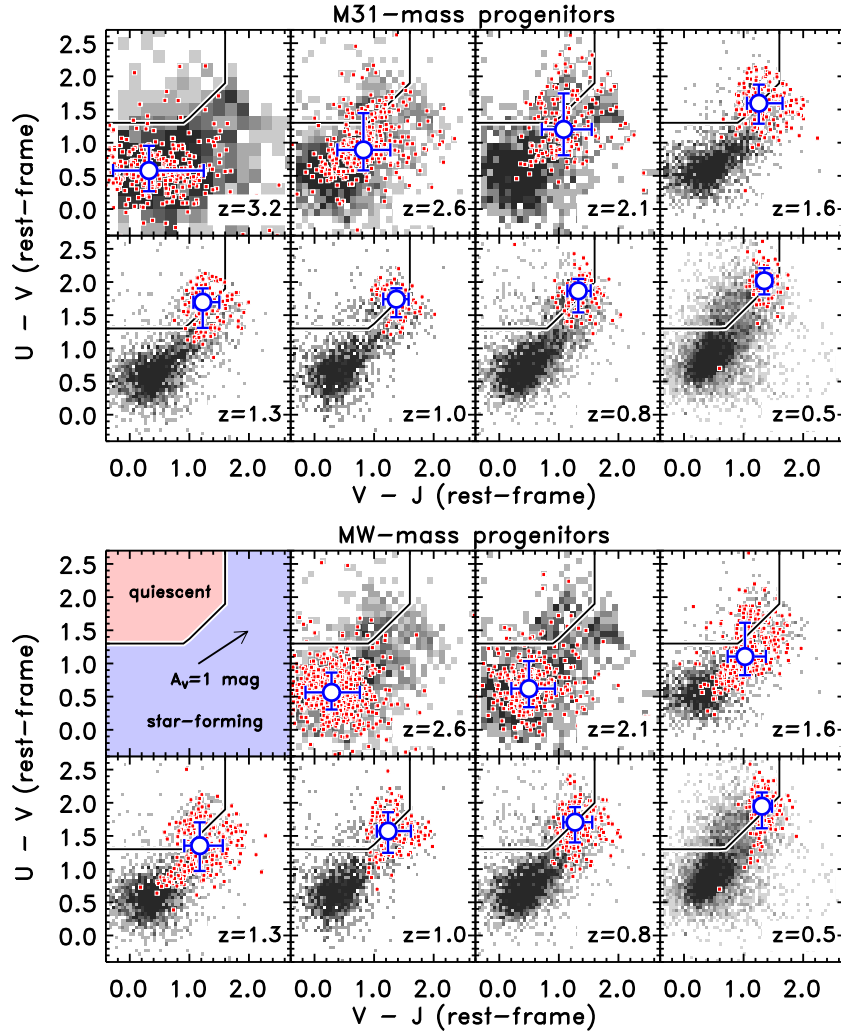 M31-mass progenitors
2.5
2.0
1.5
1.0
0.5
0.0
z=3.2
z=2.6
z=2.1
z=1.6
U - V (rest-frame)
2.5
2.0
1.5
1.0
0.5
0.0
z=1.3
z=1.0
z=0.8
z=0.5
0.0 1.0 2.0 0.0 1.0 2.0 0.0 1.0 2.0 0.0 1.0 2.0
V - J (rest-frame)
MW-mass progenitors
2.5
2.0
1.5
1.0
0.5
0.0
quiescent
Av=1 mag
star-forming
z=2.6
z=2.1
z=1.6
U - V (rest-frame)
2.5
2.0
1.5
1.0
0.5
0.0
z=1.3
z=1.0
z=0.8
z=0.5
0.0 1.0 2.0 0.0 1.0 2.0 0.0 1.0 2.0 0.0 1.0 2.0
V - J (rest-frame)